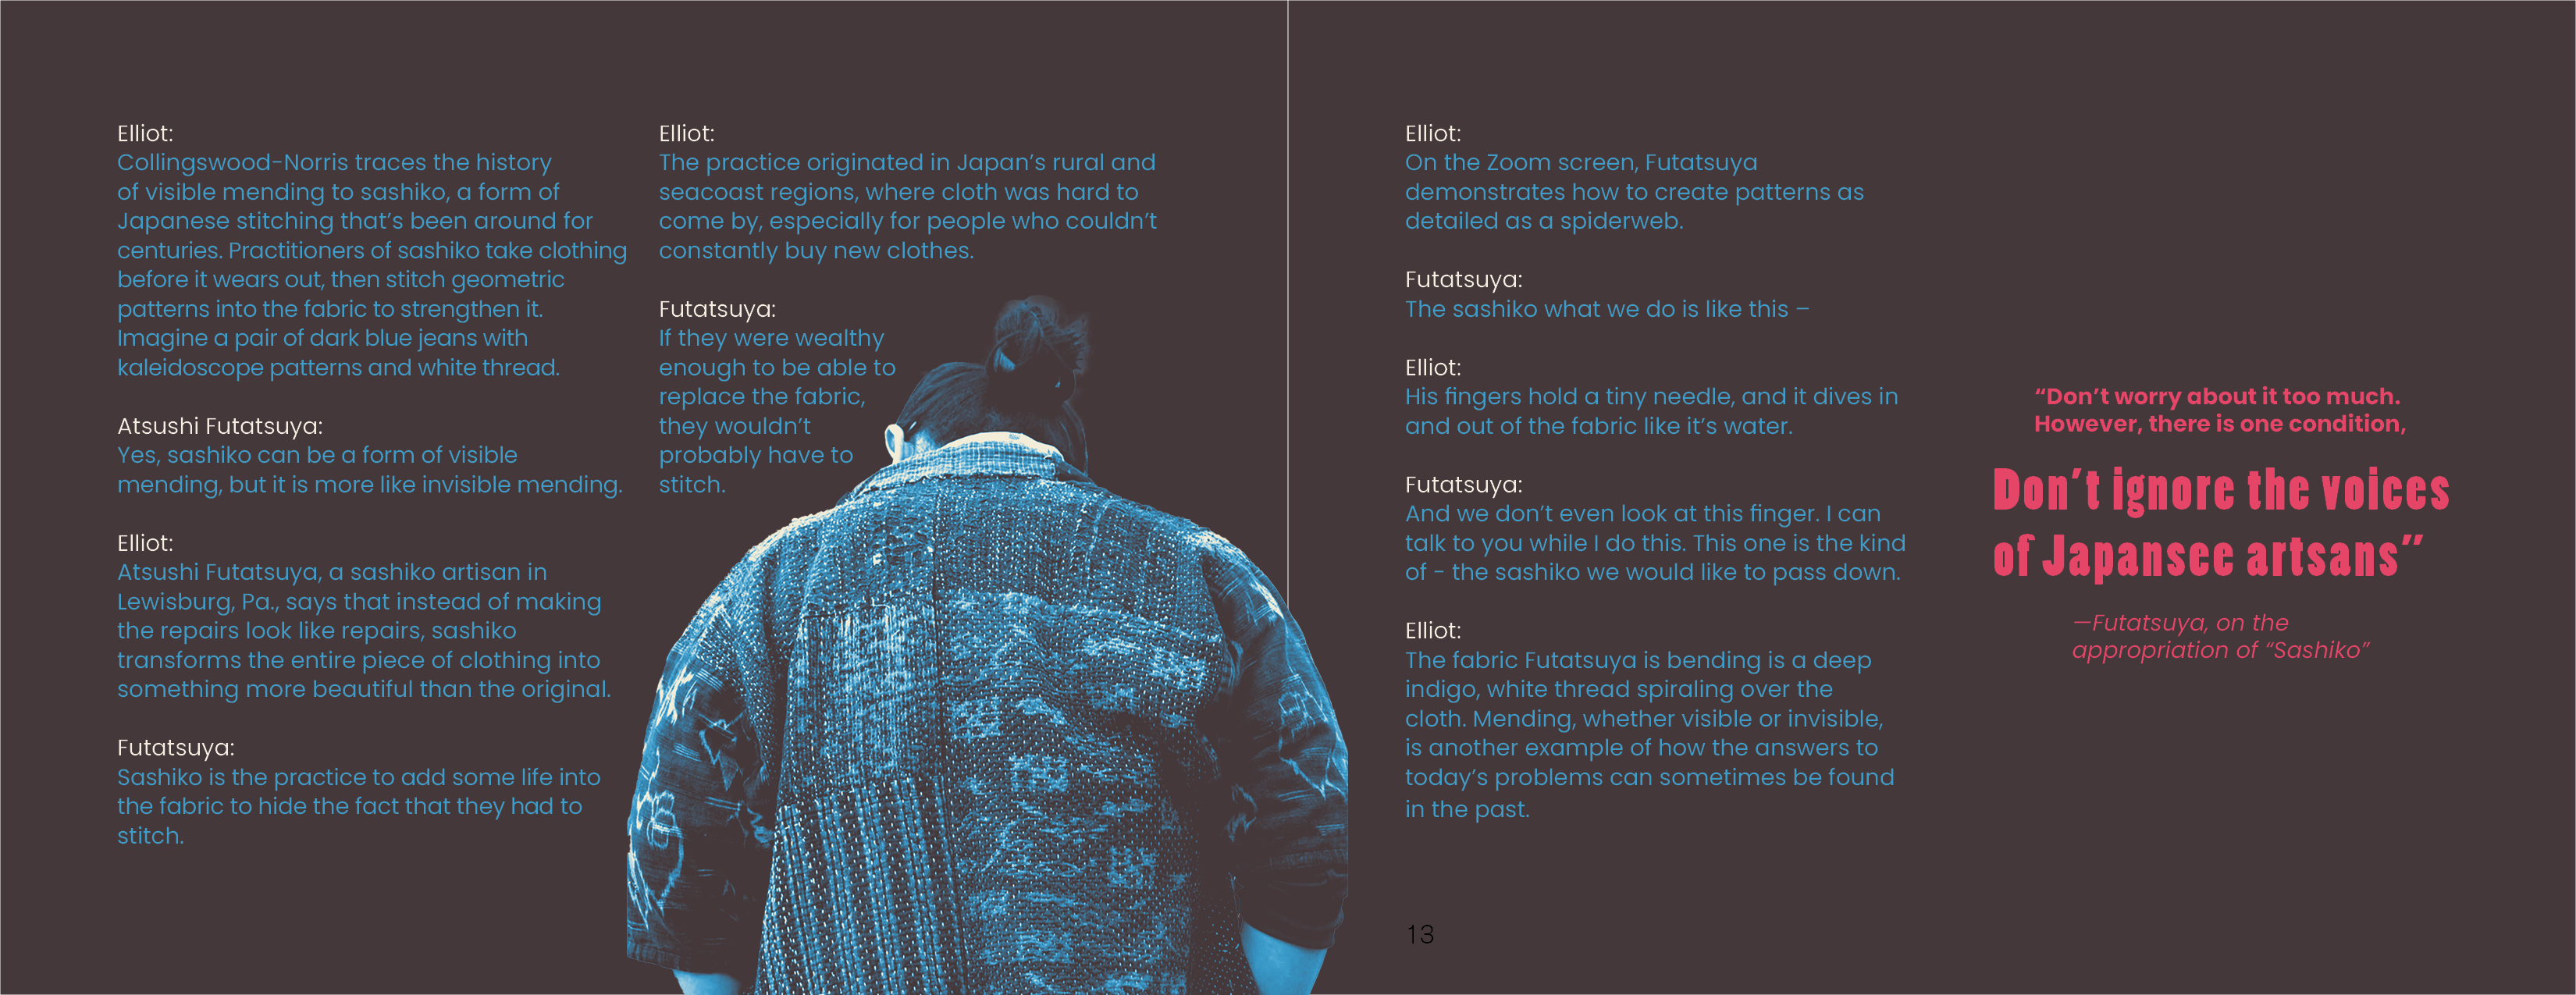 Elliot:
Collingswood-Norris traces the history
of visible mending to sashiko, a form of
Japanese stitching that's been around for
centuries. Practitioners of sashiko take clothing
before it wears out, then stitch geometric
patterns into the fabric to strengthen it.
Imagine a pair of dark blue jeans with
kaleidoscope patterns and white thread.
Atsushi Futatsuya:
Yes, sashiko can be a form of visible
mending, but it is more like invisible mending.
Elliot:
Atsushi Futatsuya, a sashiko artisan in
Lewisburg, Pa., says that instead of making
the repairs look like repairs, sashiko
transforms the entire piece of clothing into
something more beautiful than the original.
Futatsuya:
Sashiko is the practice to add some life into
the fabric to hide the fact that they had to
stitch.
Elliot:
The practice originated in Japan's rural and
seacoast regions, where cloth was hard to
come by, especially for people who couldn't
constantly buy new clothes.
Futatsuya:
If they were wealthy
enough to be able to
replace the fabric,
they wouldn't
probably have to
stitch.
Elliot:
On the Zoom screen, Futatsuya
demonstrates how to create patterns as
detailed as a spiderweb.
Futatsuya:
The sashiko what we do is like this –
Elliot:
His fingers hold a tiny needle, and it dives in
and out of the fabric like it's water.
Futatsuya:
And we don't even look at this finger. I can
talk to you while I do this. This one is the kind
of - the sashiko we would like to pass down.
Elliot:
The fabric Futatsuya is bending is a deep
indigo, white thread spiraling over the
cloth. Mending, whether visible or invisible,
is another example of how the answers to
today's problems can sometimes be found
in the past.
13
“Don't worry about it too much.
However, there is one condition,
Don't ignore the voices
of Japansee artsans”
—Futatsuya, on the
appropriation of “Sashiko”